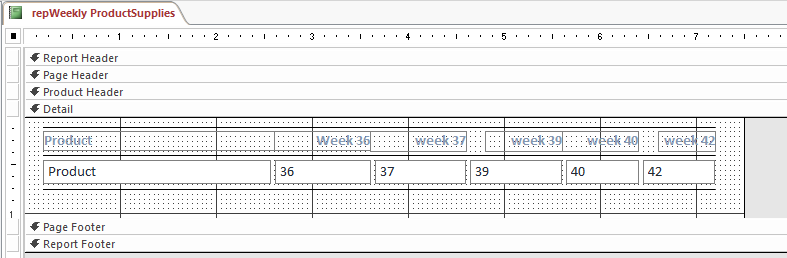 repWeekly ProductSupplies
1 2 3 4 5 6 7
Report Header
Page Header
Product Header
Detail
Product Week 36 week 37 week 39 week 40 week 42
Product 36 37 39 40 42
1
Page Footer
Report Footer